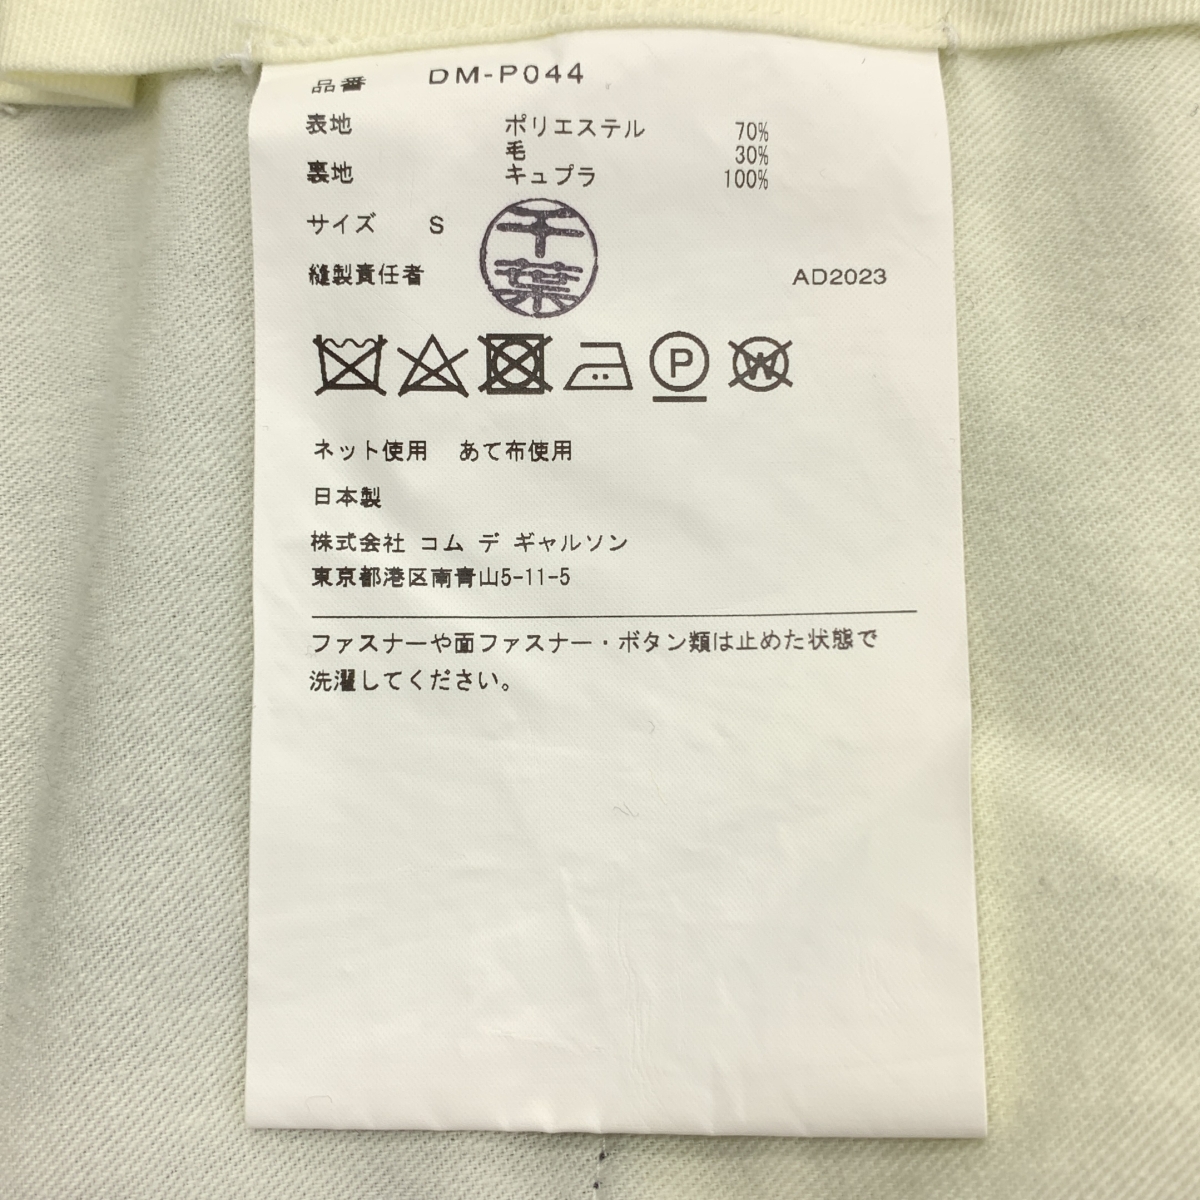 品番 DM-P044
表地 ポリエステル 70%
毛 30%
裏地 キュプラ 100%
サイズ S
千葉
縫製責任者 AD2023
P W
ネット使用 あて布使用
日本製
株式会社 コム デ ギャルソン
東京都港区南青山5-11-5
ファスナーや面ファスナー・ボタン類は止めた状態で
洗濯してください。